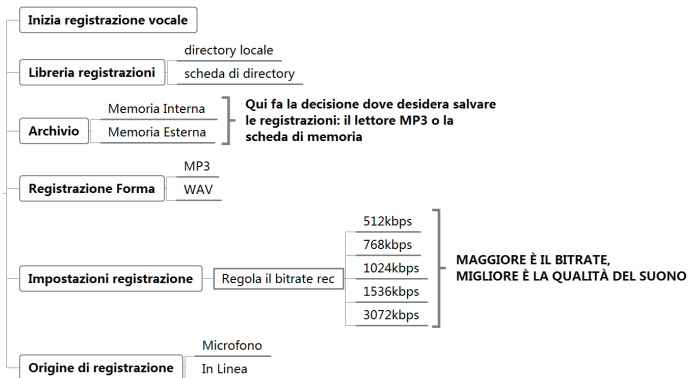 Inizia registrazione vocale
Libreria registrazioni
directory locale
scheda di directory
Archivio
Memoria Interna
Memoria Esterna
Qui fa la decisione dove desidera salvare
le registrazioni: il lettore MP3 o la
scheda di memoria
Registrazione Forma
MP3
WAV
Impostazioni registrazione
Regola il bitrate rec
512kbps
768kbps
1024kbps
1536kbps
3072kbps
MAGGIORE È IL BITRATE,
MIGLIORE È LA QUALITÀ DEL SUONO
Origine di registrazione
Microfono
In Linea